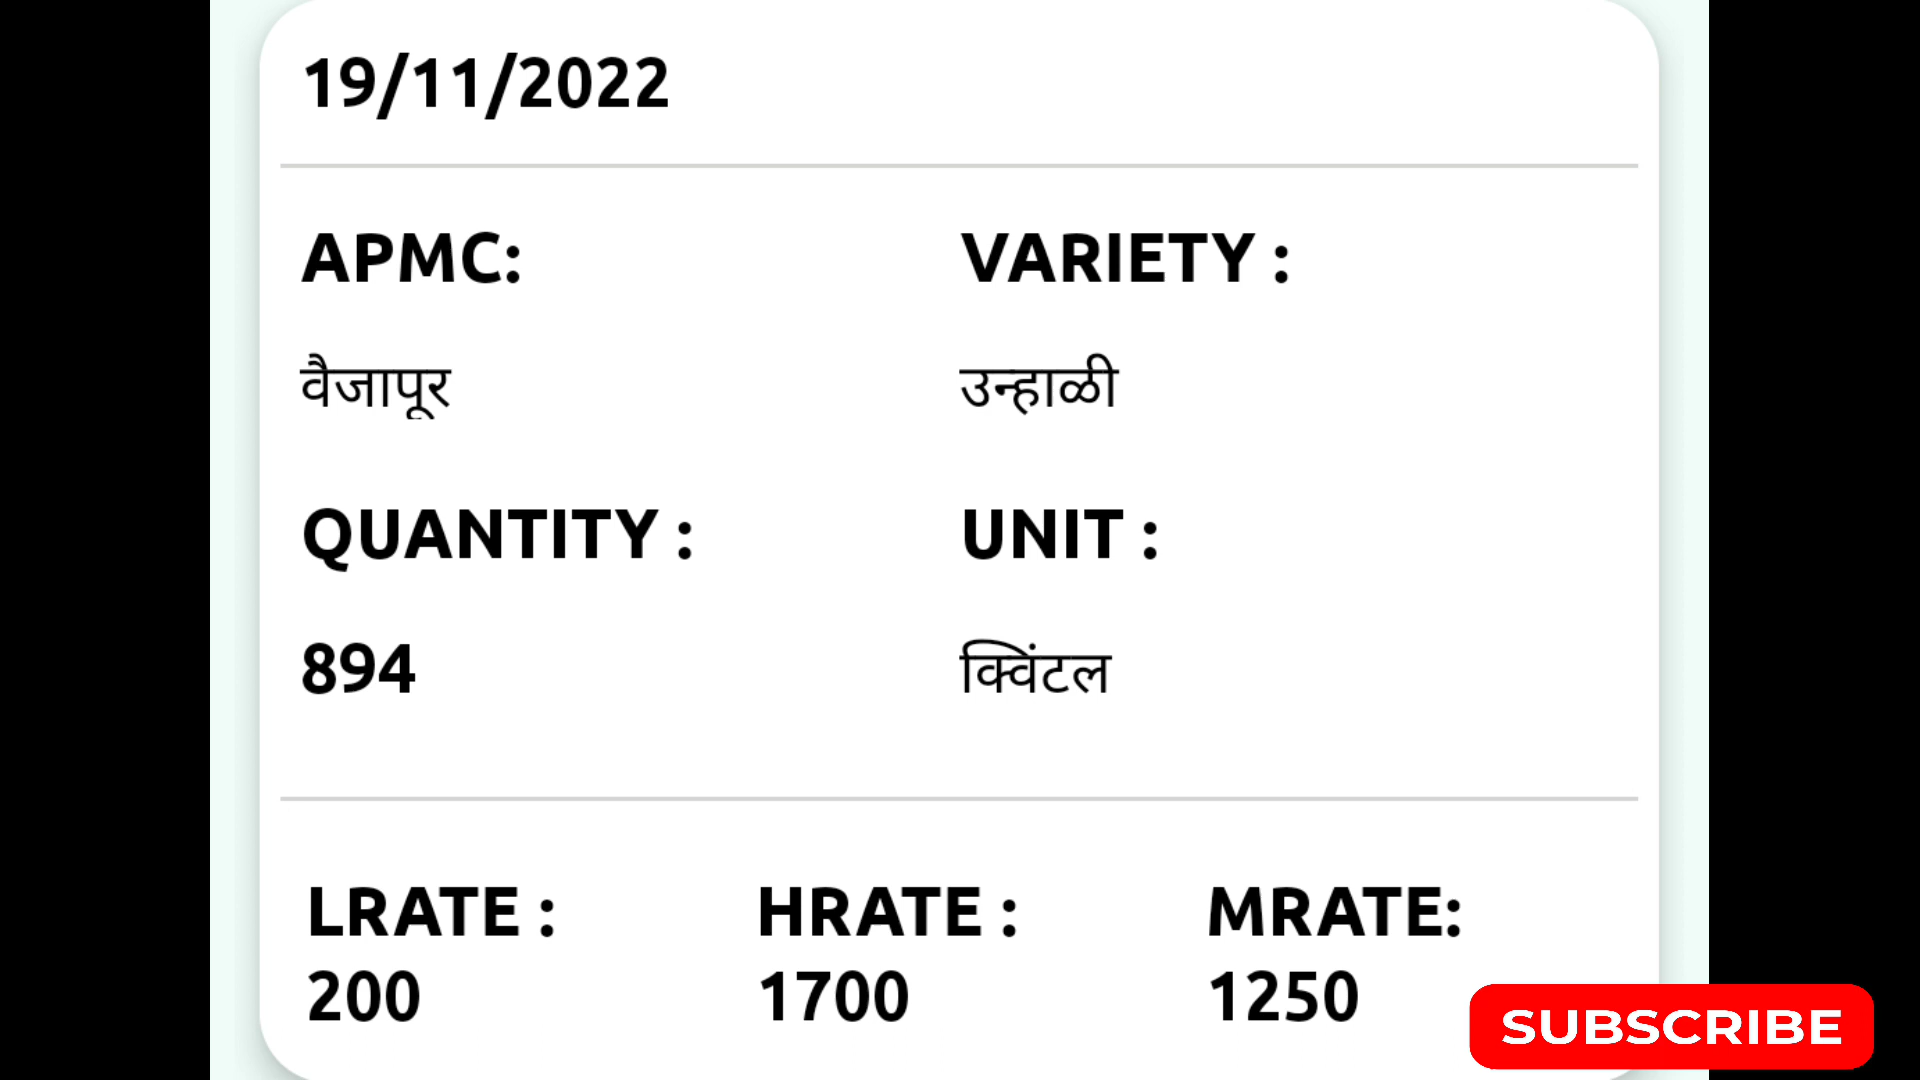 19/11/2022
APMC: VARIETY :
वैजापूर उन्हाळी
QUANTITY : UNIT :
894 क्विंटल
LRATE : HRATE : MRATE:
200 1700 1250
SUBSCRIBE